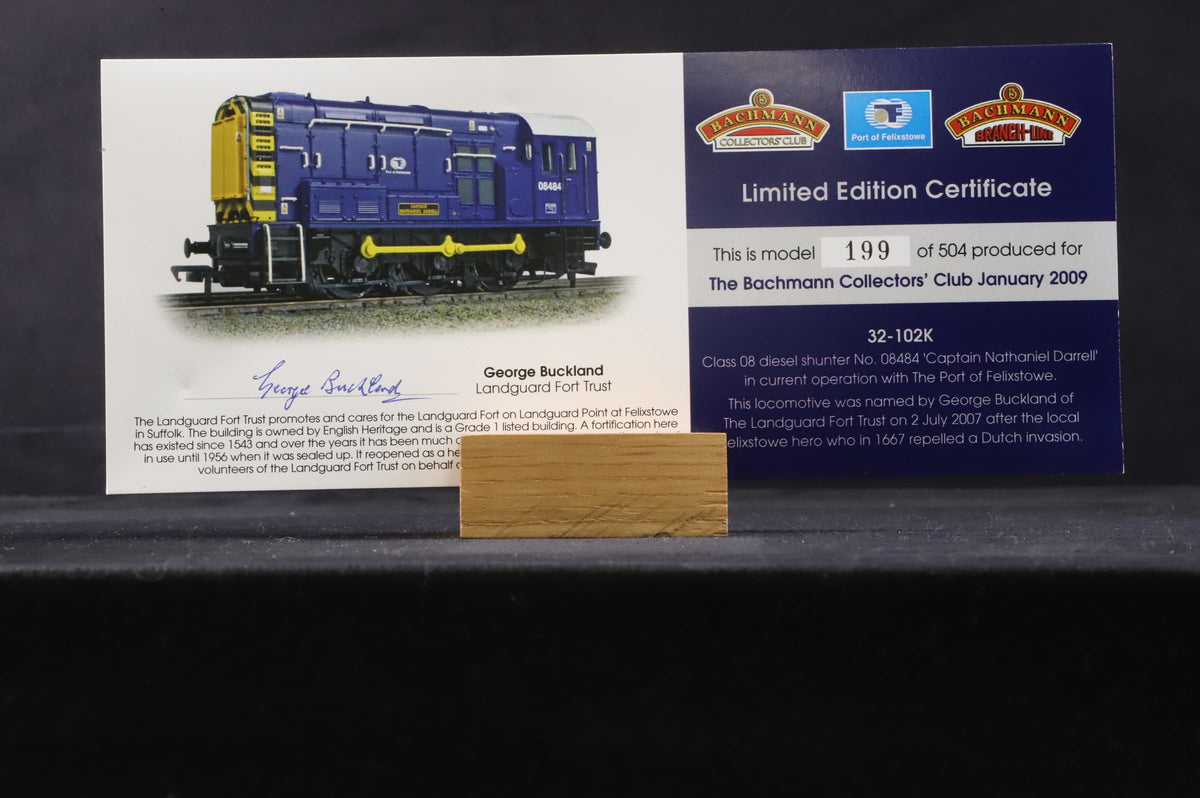 Port of Felixstowe
08484
CAPTAIN
NATHANIEL DARRELL
George Buckland
George Buckland
Landguard Fort Trust
The Landguard Fort Trust promotes and cares for the Landguard Fort on Landguard Point at Felixstowe
in Suffolk. The building is owned by English Heritage and is a Grade 1 listed building. A fortification here
has existed since 1543 and over the years it has been much
in use until 1956 when it was sealed up. It reopened as a
volunteers of the Landguard Fort Trust on behalf
BACHMANN
COLLECTORS' CLUB
Port of Felixstowe
BACHMANN
BRANCH-LINE
Limited Edition Certificate
This is model 199 of 504 produced for
The Bachmann Collectors' Club January 2009
32-102K
Class 08 diesel shunter No. 08484 'Captain Nathaniel Darrell'
in current operation with The Port of Felixstowe.
This locomotive was named by George Buckland of
The Landguard Fort Trust on 2 July 2007 after the local
elixstowe hero who in 1667 repelled a Dutch invasion.